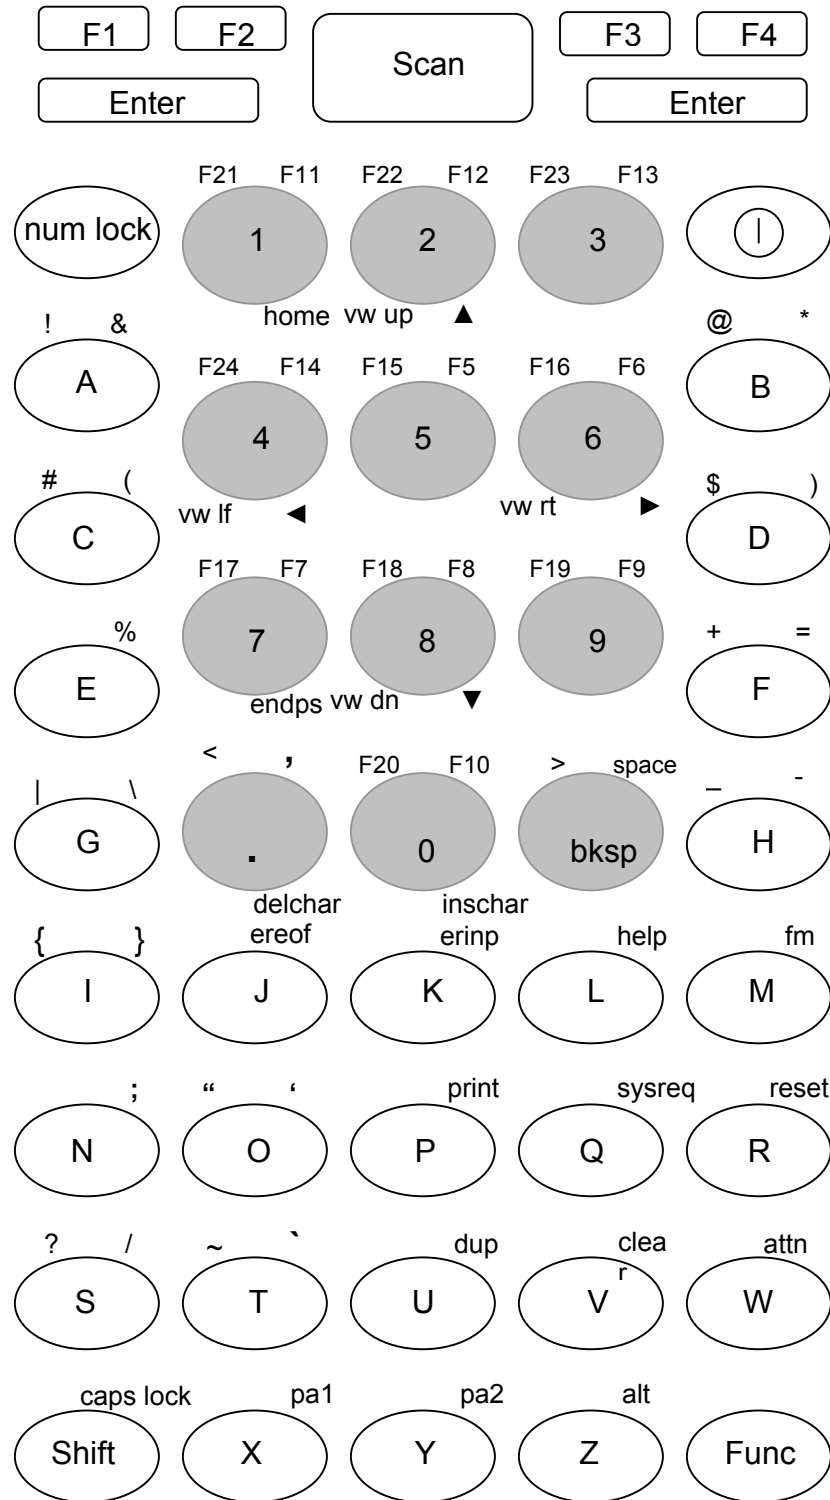 F1 F2 Scan F3 F4
Enter Enter
F21 F11 F22 F12 F23 F13
num lock 1 2 3 |
home vw up ▲
! & @ *
A B
F24 F14 F15 F5 F16 F6
4 5 6
# ( $ )
vw lf ◄ vw rt ►
C D
F17 F7 F18 F8 F19 F9
% + =
7 8 9
E F
endps vw dn ▼
< , F20 F10 > space
| \ _ -
G . 0 bksp H
delchar inschar
{ } ereof erinp help fm
I J K L M
; “ ‘ print sysreq reset
N O P Q R
? / ~ ` dup clea attn
r
S T U V W
caps lock pa1 pa2 alt
Shift X Y Z Func